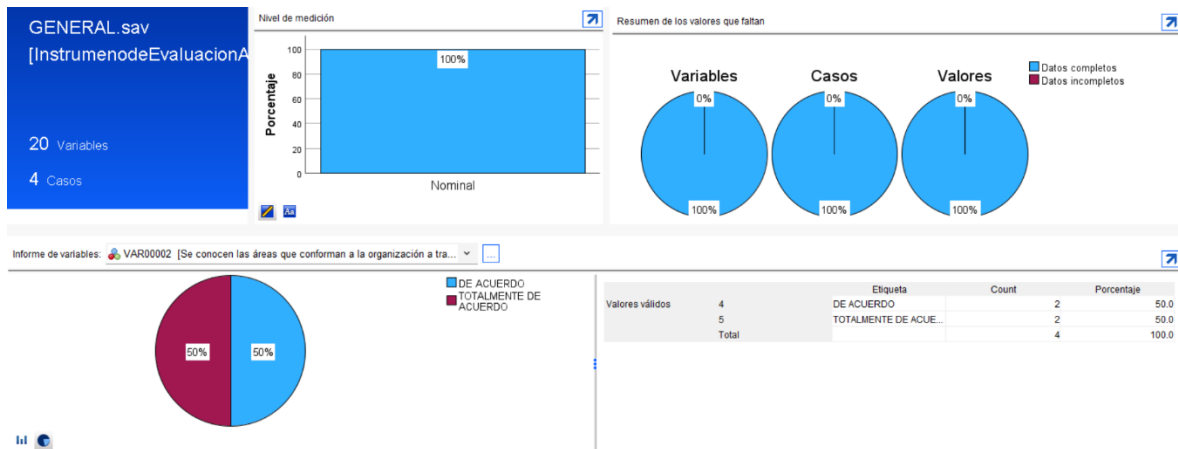 GENERAL.sav
[InstrumenodeEvaluacionA
20 Variables
4 Casos
Nivel de medición
Porcentaje
100
80
60
40
20
0
100%
Nominal
Resumen de los valores que faltan
Variables
Casos
Valores
0%
0%
0%
100%
100%
100%
Datos completos
Datos incompletos
Informe de variables: VAR00002 [Se conocen las áreas que conforman a la organización a tra... ...
50%
50%
DE ACUERDO
TOTALMENTE DE
ACUERDO
Etiqueta Count Porcentaje
Valores válidos 4 DE ACUERDO 2 50.0
5 TOTALMENTE DE ACUE... 2 50.0
Total 4 100.0